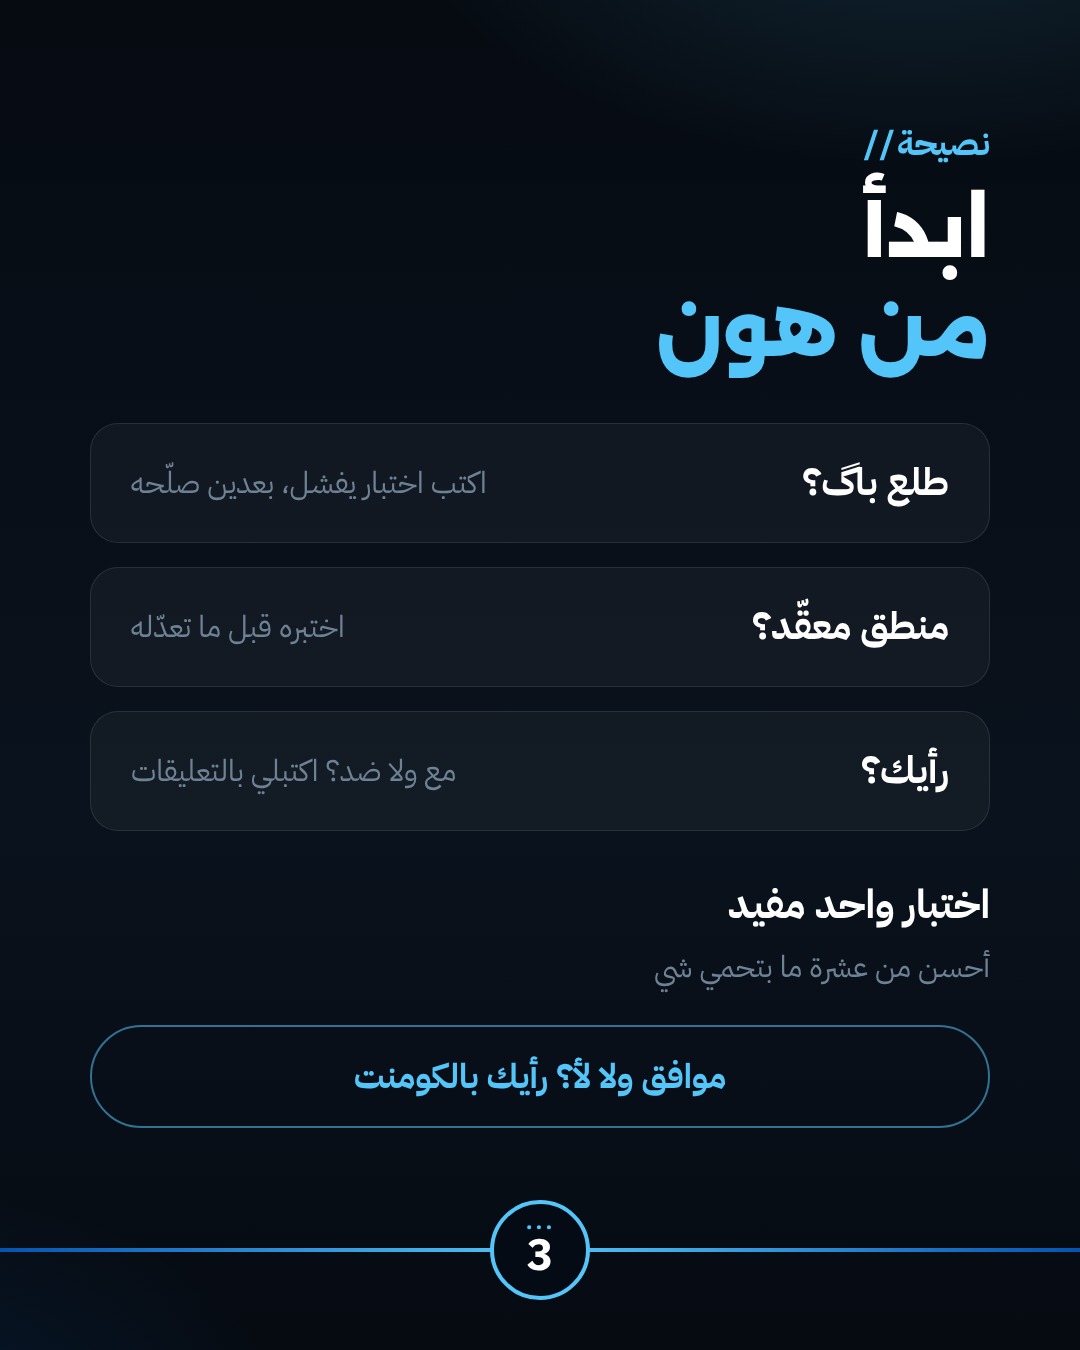 نصيحة //
ابدأ
من هون
طلع باگ؟
اكتب اختبار يفشل، بعدين صلّحه
منطق معقّد؟
اختبره قبل ما تعدّله
رأيك؟
مع ولا ضد؟ اكتبلي بالتعليقات
اختبار واحد مفيد
أحسن من عشرة ما بتحمي شي
موافق ولا لأ؟ رأيك بالكومنت
...
3